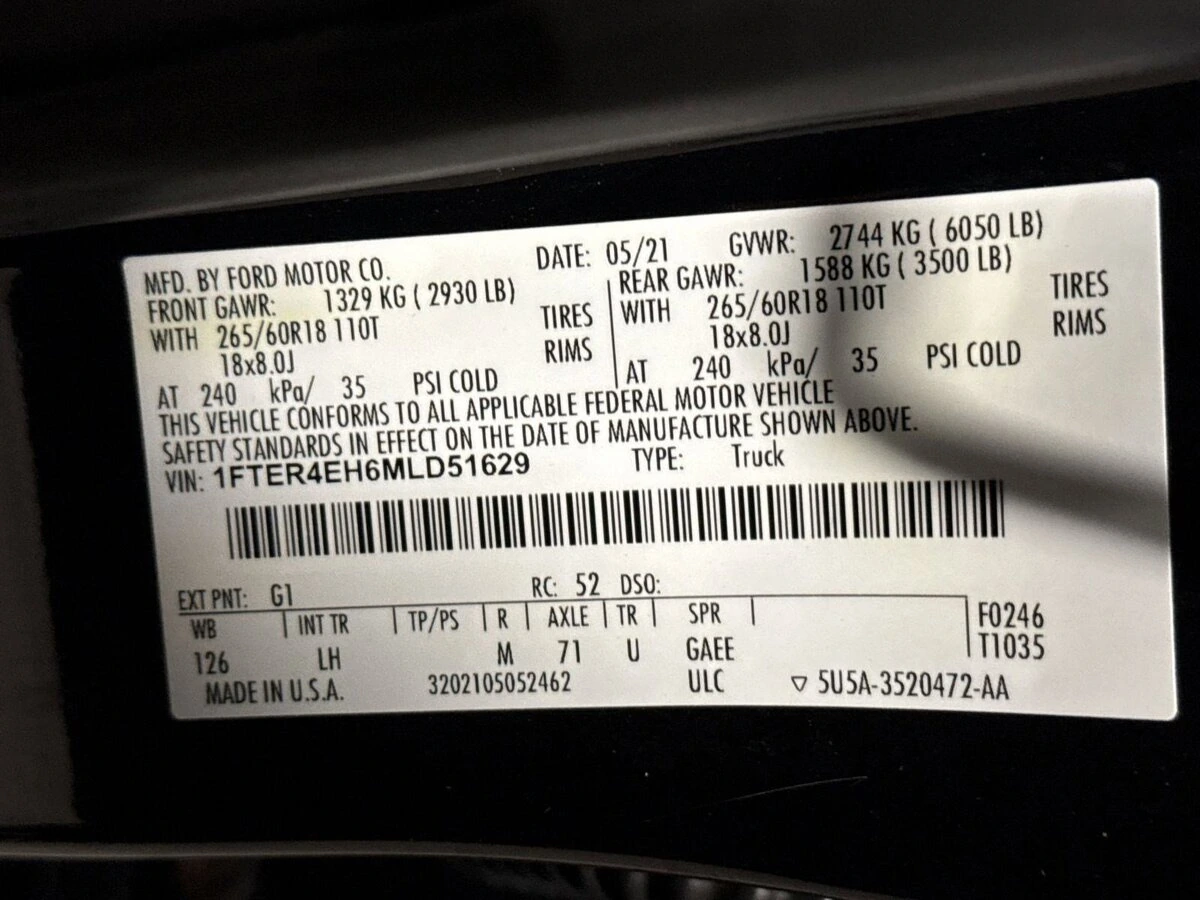 MFD. BY FORD MOTOR CO. DATE: 05/21 GVWR: 2744 KG ( 6050 LB)
FRONT GAWR: 1329 KG ( 2930 LB) REAR GAWR: 1588 KG ( 3500 LB)
WITH 265/60R18 110T TIRES WITH 265/60R18 110T TIRES
18x8.0J RIMS 18x8.0J RIMS
AT 240 kPa/ 35 PSI COLD AT 240 kPa/ 35 PSI COLD
THIS VEHICLE CONFORMS TO ALL APPLICABLE FEDERAL MOTOR VEHICLE
SAFETY STANDARDS IN EFFECT ON THE DATE OF MANUFACTURE SHOWN ABOVE.
VIN: 1FTER4EH6MLD51629 TYPE: Truck
EXT PNT: G1 RC: 52 DSO:
WB INT TR TP/PS R AXLE TR SPR F0246
126 LH M 71 U GAEE T1035
MADE IN U.S.A. 3202105052462 ULC ▽ 5U5A-3520472-AA